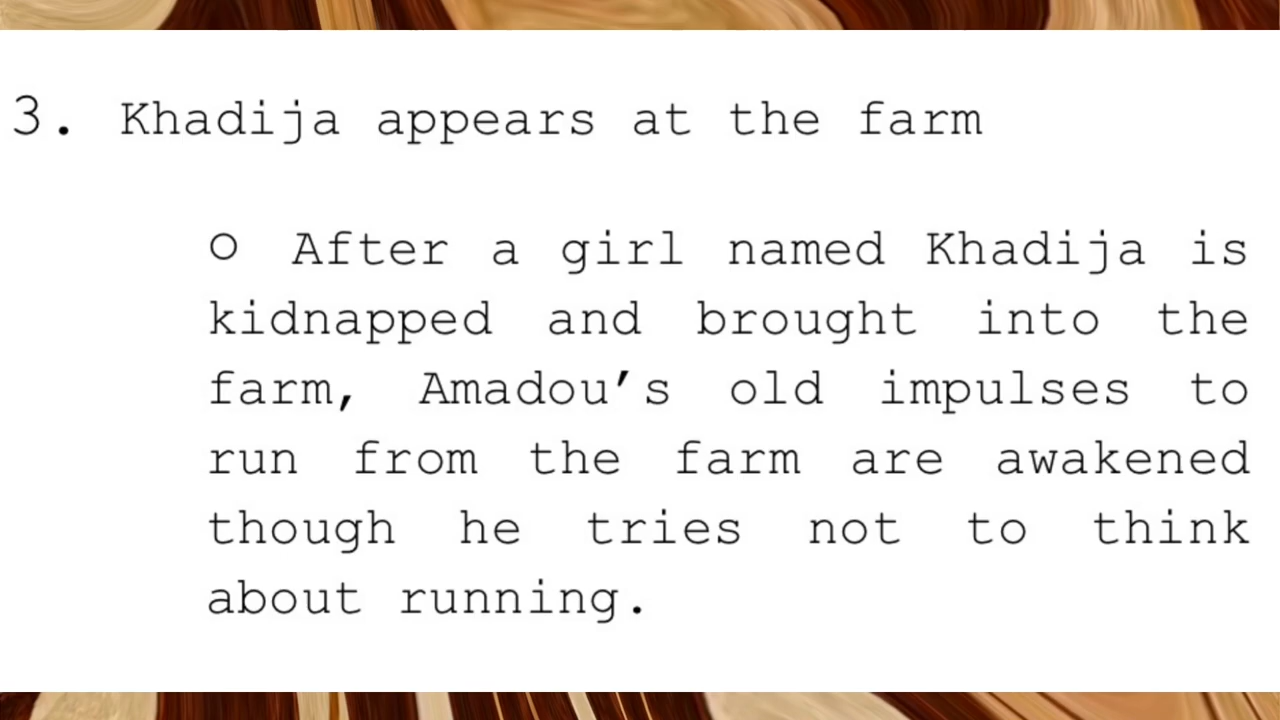 3. Khadija appears at the farm
o After a girl named Khadija is
kidnapped and brought into the
farm, Amadou’s old impulses to
run from the farm are awakened
though he tries not to think
about running.